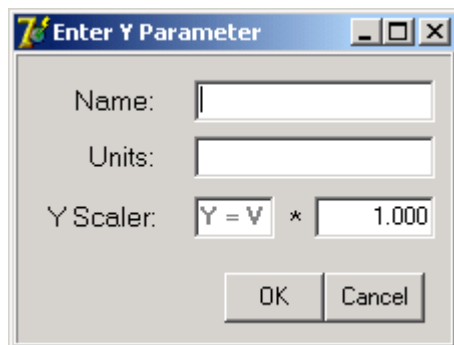 Enter Y Parameter
Name:
Units:
Y Scaler: Y = V * 1.000
OK Cancel